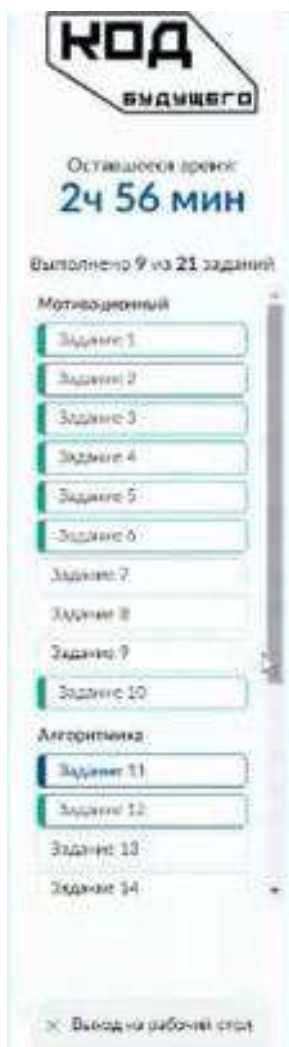 КОД
БУДУЩЕГО
Оставшееся время:
2ч 56 мин
Выполнено 9 из 21 заданий
Мотивационный
Задание 1
Задание 2
Задание 3
Задание 4
Задание 5
Задание 6
Задание 7
Задание 8
Задание 9
Задание 10
Алгоритмика
Задание 11
Задание 12
Задание 13
Задание 14
× Выход на рабочий стол